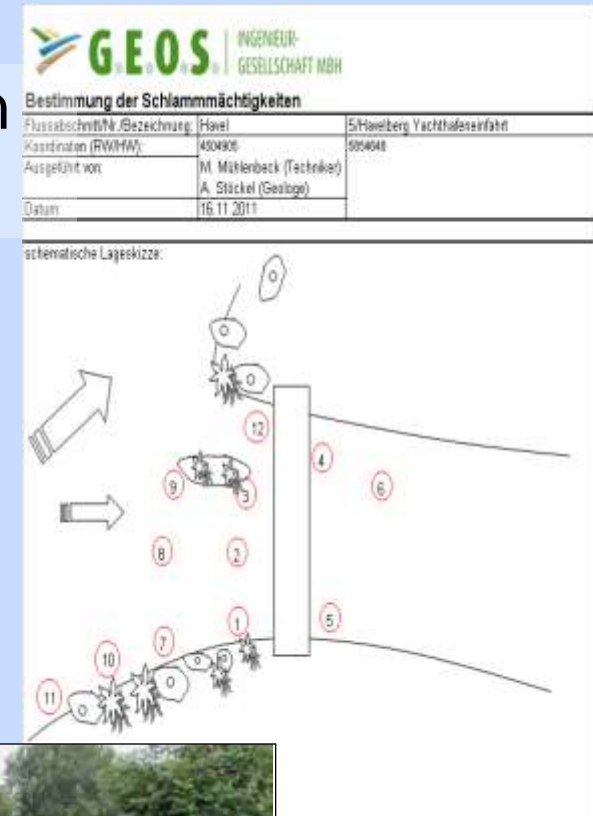 n
G.E.O.S. INGENIEUR-
GESELLSCHAFT MBH
Bestimmung der Schlammmächtigkeiten
Flussabschnitt/Nr./Bezeichnung: Havel 5/Havelberg Yachthafeneinfahrt
Koordinaten (RW/HW):
Ausgeführt von: M. Mühlenbeck (Techniker)
A. Stöckel (Geologe)
Datum 16.11.2011
schematische Lageskizze:
12
4
9
3
6
8
2
1
5
7
10
11